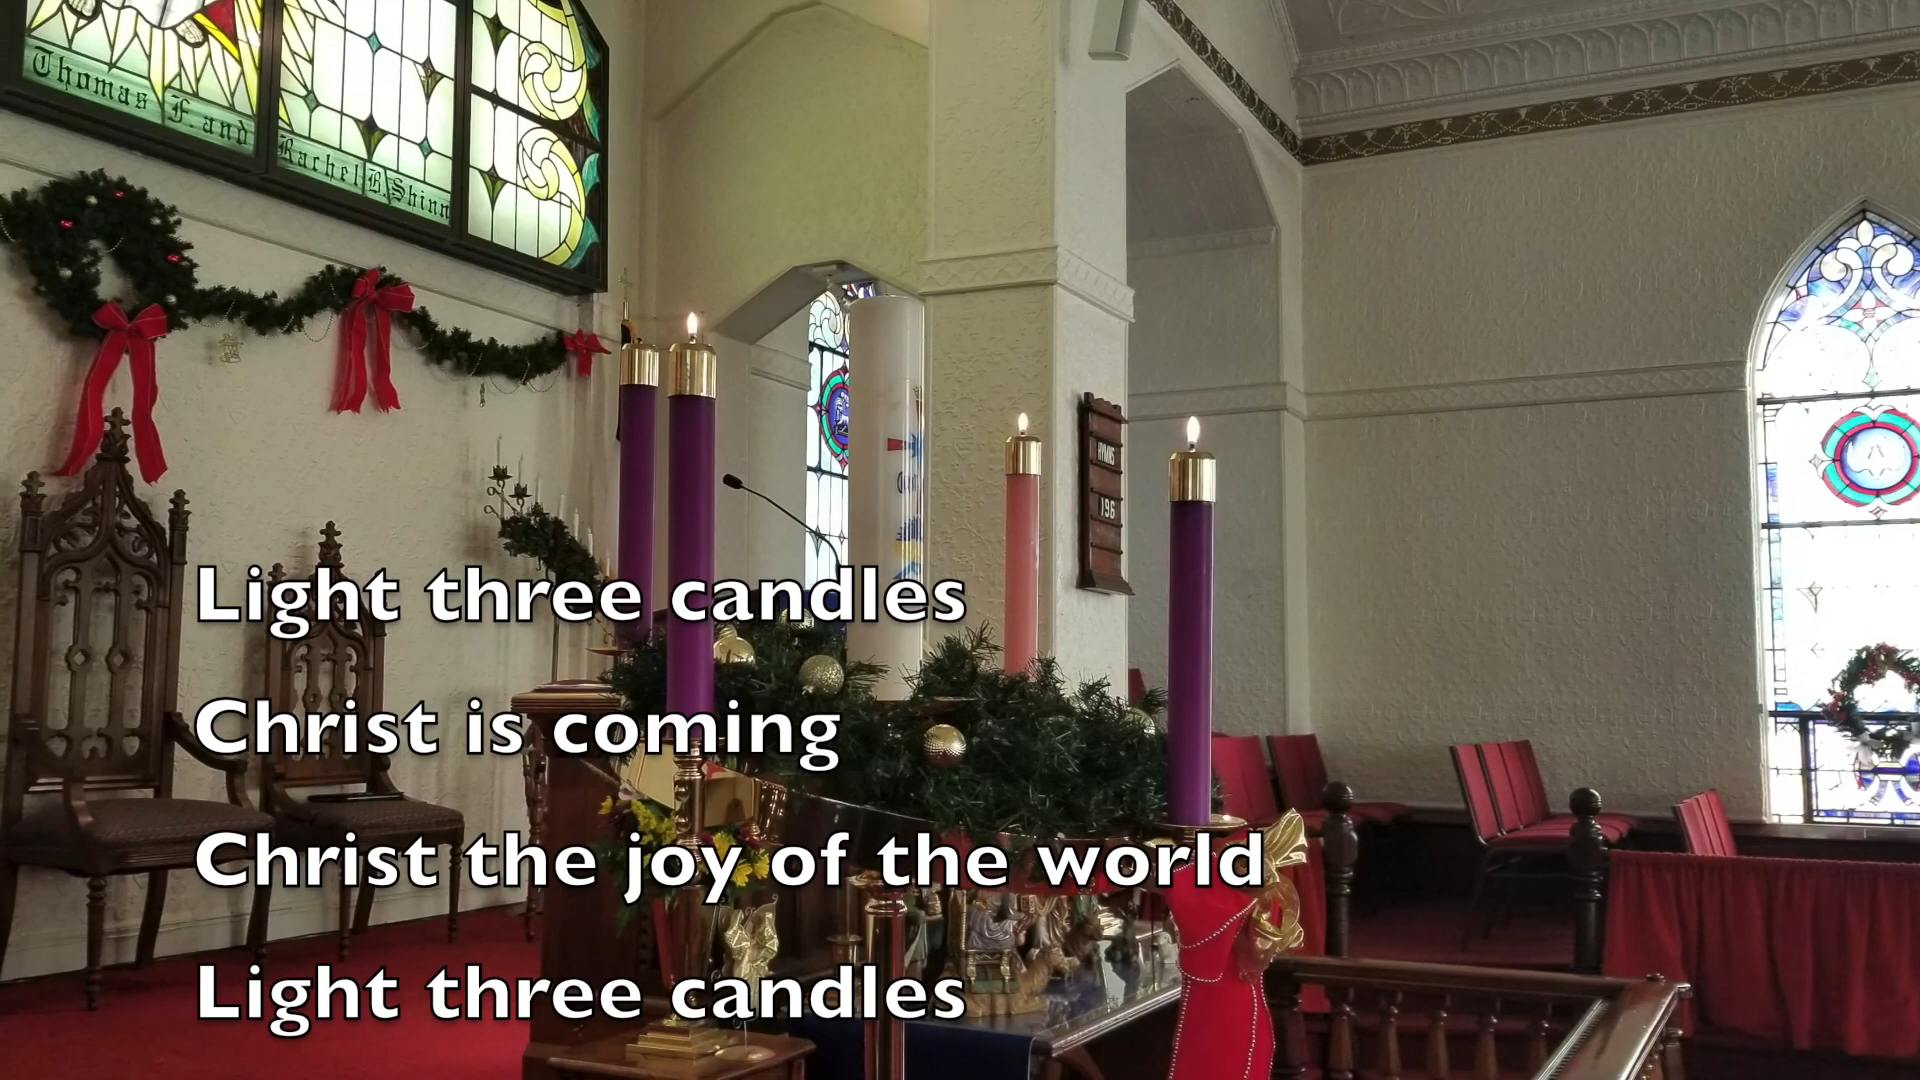 Thomas F. and Rachel B. Shinn
HYMNS
196
Light three candles
Christ is coming
Christ the joy of the world
Light three candles